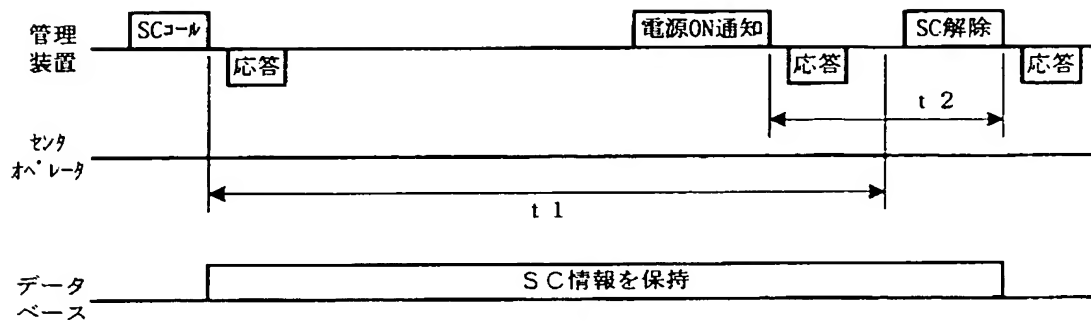 管理
装置
SCコール
応答
電源ON通知
応答
SC解除
応答
t 2
センタ
オペレータ
t 1
データ
ベース
SC情報を保持